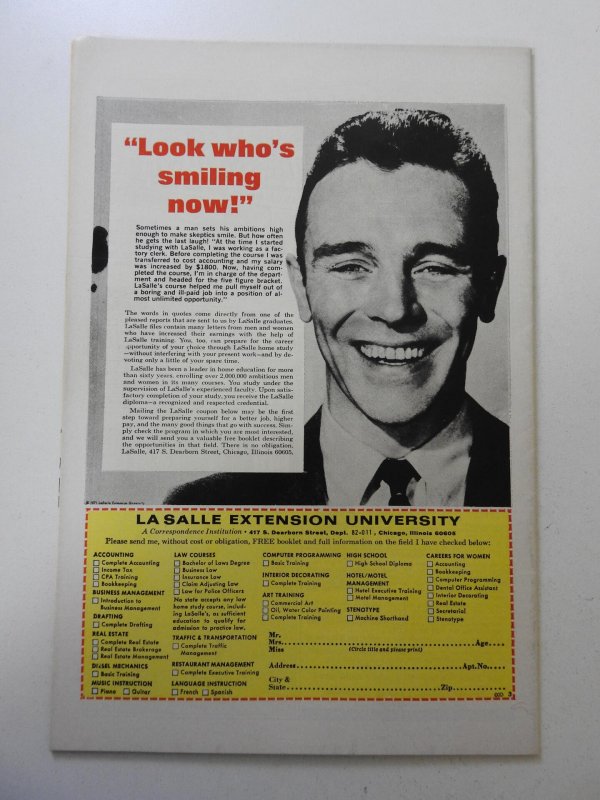 “Look who’s
smiling
now!”
Sometimes a man sets his ambitions high
enough to make skeptics smile. But how often
he gets the last laugh! “At the time I started
studying with LaSalle, I was working as a fac-
tory clerk. Before completing the course I was
transferred to cost accounting and my salary
was increased by $1800. Now, having com-
pleted the course, I’m in charge of the depart-
ment and headed for the five figure bracket.
LaSalle’s course helped me pull myself out of
a boring and ill-paid job into a position of al-
most unlimited opportunity.”
The words in quotes come directly from one of the
pleased reports that are sent to us by LaSalle graduates.
LaSalle files contain many letters from men and women
who have increased their earnings with the help of
LaSalle training. You, too, can prepare for the career
opportunity of your choice through LaSalle home study
—without interfering with your present work—and by de-
voting only a little of your spare time.
LaSalle has been a leader in home education for more
than sixty years, enrolling over 2,000,000 ambitious men
and women in its many courses. You study under the
supervision of LaSalle’s experienced faculty. Upon satis-
factory completion of your study, you receive the LaSalle
diploma—a recognized and respected credential.
Mailing the LaSalle coupon below may be the first
step toward preparing yourself for a better job, higher
pay, and the many good things that go with success. Sim-
ply check the program in which you are most interested,
and we will send you a valuable free booklet describing
the opportunities in that field. There is no obligation.
LaSalle, 417 S. Dearborn Street, Chicago, Illinois 60605.
© 1971 LaSalle Extension University
LA SALLE EXTENSION UNIVERSITY
A Correspondence Institution • 417 S. Dearborn Street, Dept. 82-011, Chicago, Illinois 60605
Please send me, without cost or obligation, FREE booklet and full information on the field I have checked below:
ACCOUNTING
Complete Accounting
Income Tax
CPA Training
Bookkeeping
BUSINESS MANAGEMENT
Introduction to
Business Management
DRAFTING
Complete Drafting
REAL ESTATE
Complete Real Estate
Real Estate Brokerage
Real Estate Management
DIESEL MECHANICS
Basic Training
MUSIC INSTRUCTION
Piano Guitar
LAW COURSES
Bachelor of Laws Degree
Business Law
Insurance Law
Claim Adjusting Law
Law for Police Officers
No state accepts any law
home study course, includ-
ing LaSalle’s, as sufficient
education to qualify for
admission to practice law.
TRAFFIC & TRANSPORTATION
Complete Traffic
Management
RESTAURANT MANAGEMENT
Complete Executive Training
LANGUAGE INSTRUCTION
French Spanish
COMPUTER PROGRAMMING
Basic Training
INTERIOR DECORATING
Complete Training
ART TRAINING
Commercial Art
Oil, Water Color Painting
Complete Training
HIGH SCHOOL
High School Diploma
HOTEL/MOTEL
MANAGEMENT
Hotel Executive Training
Motel Management
STENOTYPE
Machine Shorthand
CAREERS FOR WOMEN
Accounting
Bookkeeping
Computer Programming
Dental Office Assistant
Interior Decorating
Real Estate
Secretarial
Stenotype
Mr.
Mrs. Age
Miss (Circle title and please print)
Address Apt. No.
City &
State Zip
3